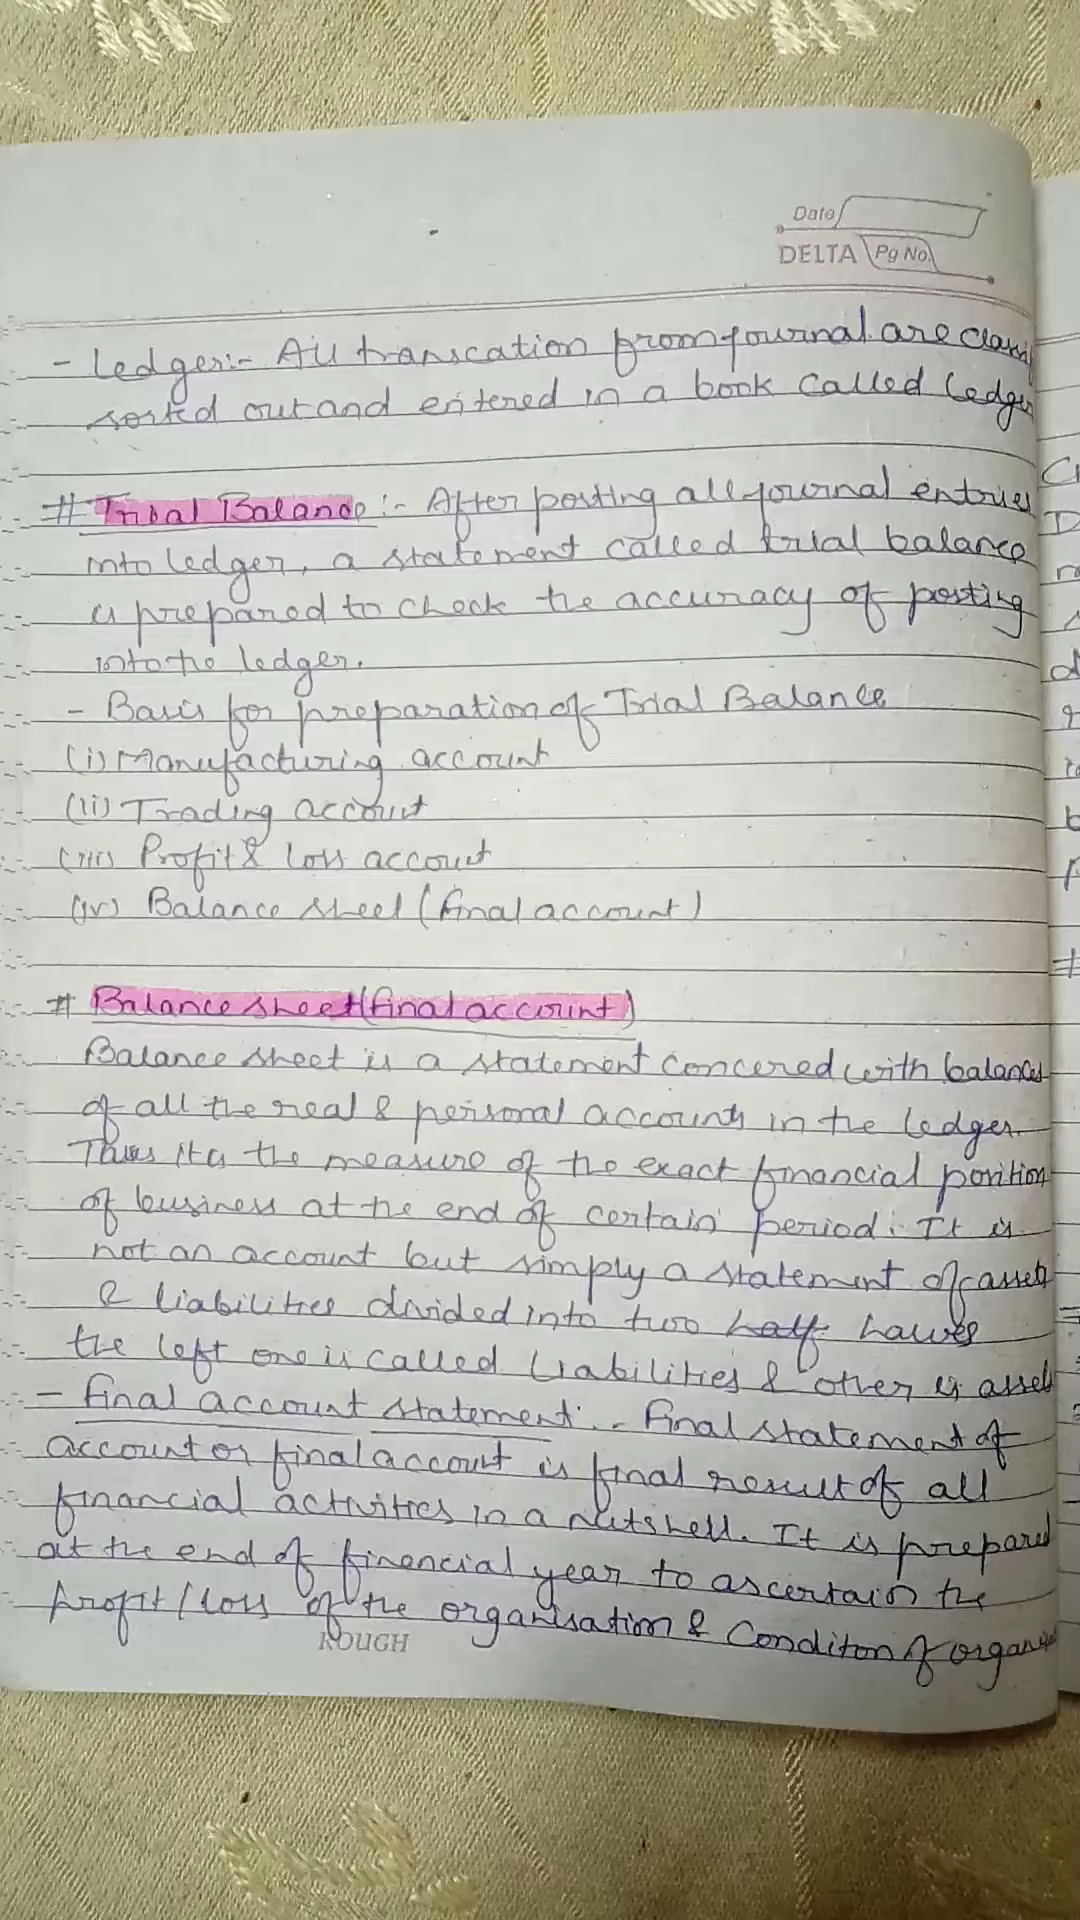 Date
DELTA Pg No.
- Ledger:- All transcation from journal are
sorted out and entered in a book called Ledger
# Trial Balance :- After posting all journal entries
into ledger, a statement called trial balance
is prepared to check the accuracy of posting
into the ledger.
- Basis for preparation of Trial Balance
(i) Manufacturing account
(ii) Trading account
(iii) Profit & loss account
(iv) Balance sheet (final account)
# Balance sheet (final account)
Balance sheet is a statement concered with balances
of all the real & personal accounts in the ledger.
Thus it is the measure of the exact financial position
of business at the end of certain period. It is
not an account but simply a statement of assets
& liabilities divided into two half halves
the left one is called liabilities & other is assets
- final account statement - Final statement of
account or final account is final result of all
financial activities in a nutshell. It is prepared
at the end of financial year to ascertain the
profit / loss of the organisation & Conditon of
ROUGH